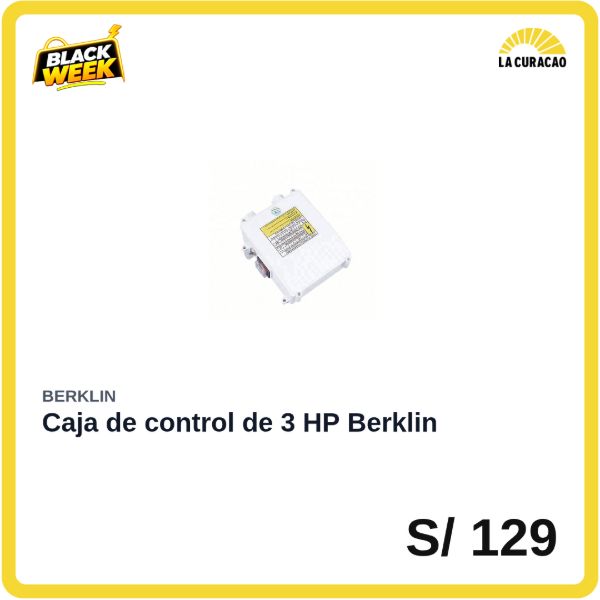 BLACK
WEEK
LA CURACAO
BERKLIN
Caja de control de 3 HP Berklin
S/ 129